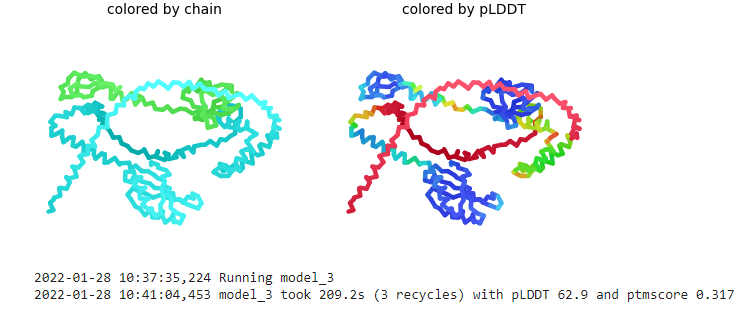 colored by chain
colored by pLDDT
2022-01-28 10:37:35,224 Running model_3
2022-01-28 10:41:04,453 model_3 took 209.2s (3 recycles) with pLDDT 62.9 and ptmscore 0.317